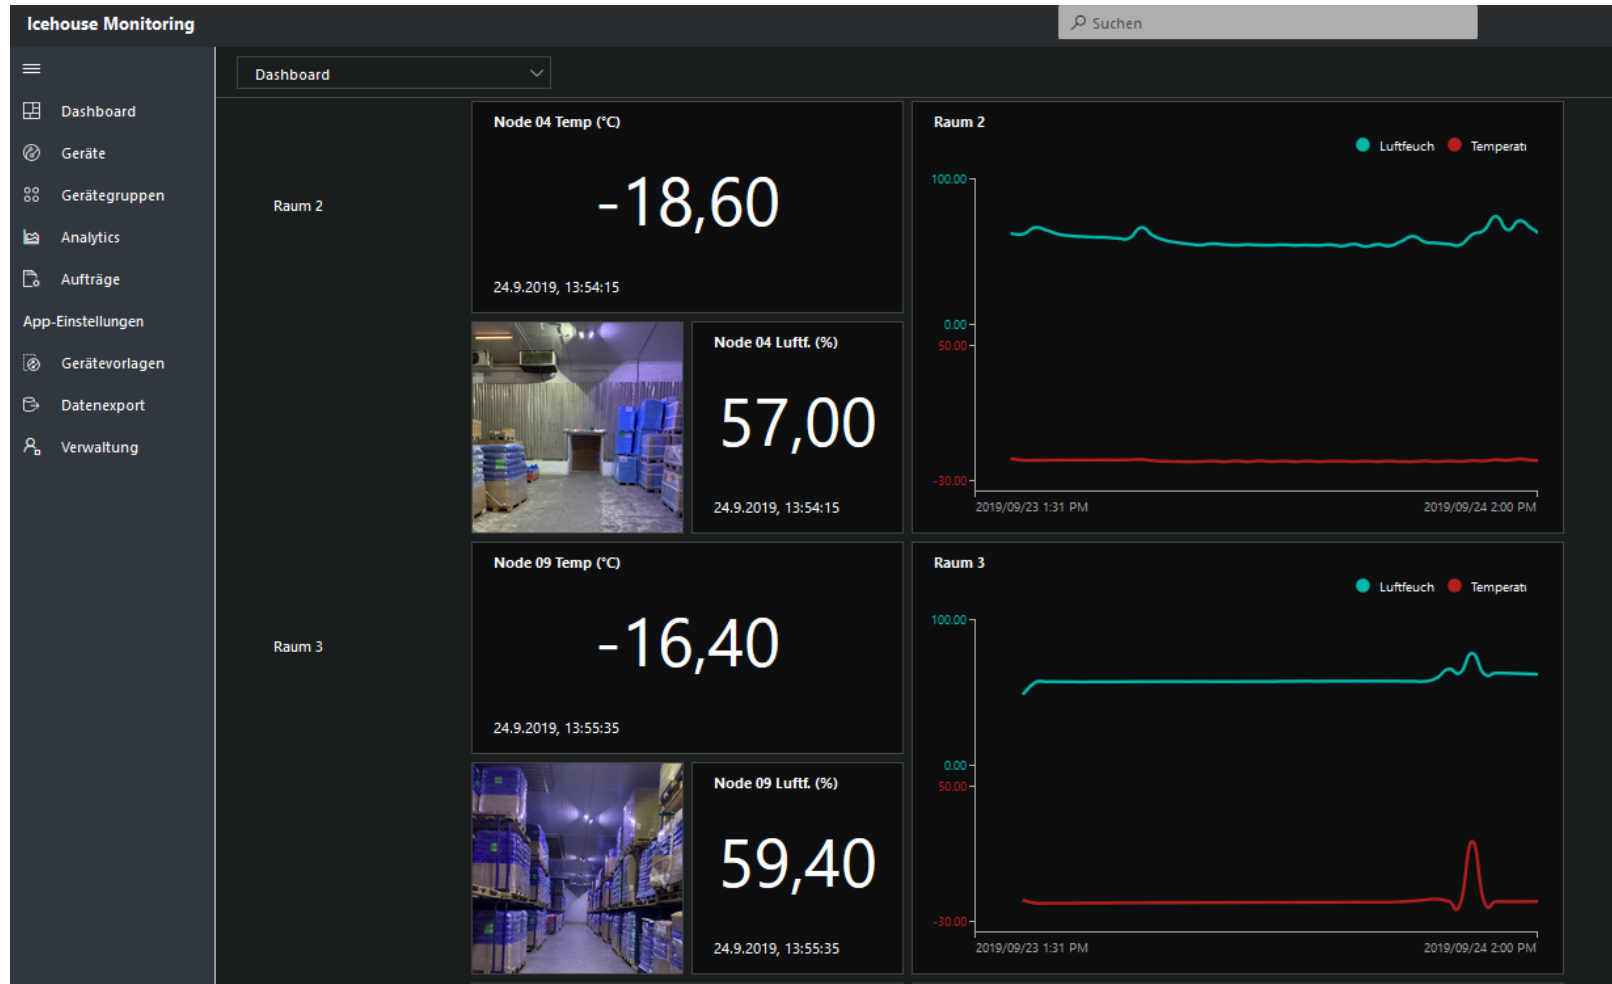 Icehouse Monitoring
Suchen
Dashboard
Dashboard
Geräte
Gerätegruppen
Analytics
Aufträge
App-Einstellungen
Gerätevorlagen
Datenexport
Verwaltung
Raum 2
Node 04 Temp (°C)
-18,60
24.9.2019, 13:54:15
Node 04 Luftf. (%)
57,00
24.9.2019, 13:54:15
Raum 2
Luftfeuch
Temperatu
100.00
0.00
50.00
-30.00
2019/09/23 1:31 PM
2019/09/24 2:00 PM
Raum 3
Node 09 Temp (°C)
-16,40
24.9.2019, 13:55:35
Node 09 Luftf. (%)
59,40
24.9.2019, 13:55:35
Raum 3
Luftfeuch
Temperatu
100.00
0.00
50.00
-30.00
2019/09/23 1:31 PM
2019/09/24 2:00 PM